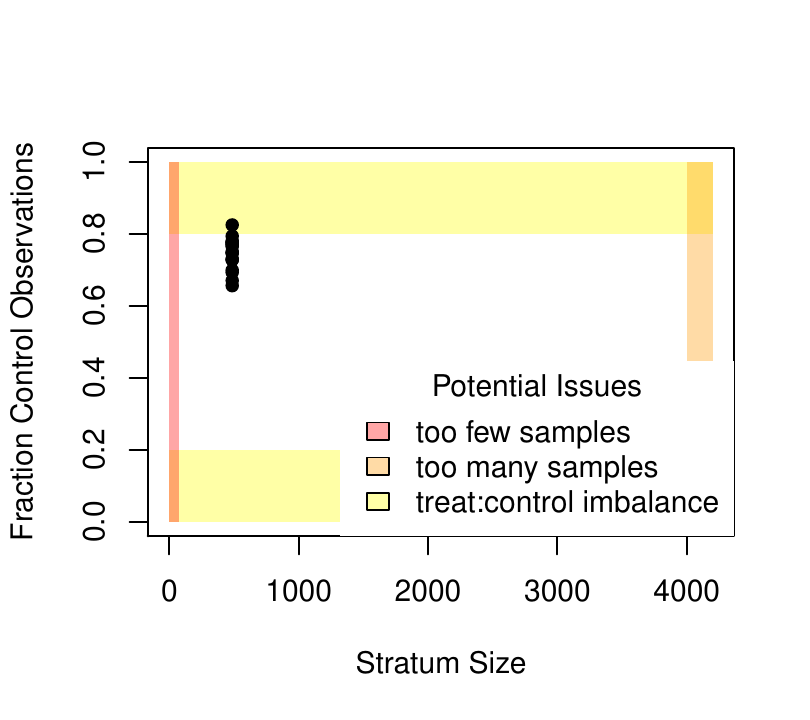 Fraction Control Observations
1.0
0.8
0.6
0.4
0.2
0.0
Potential Issues
too few samples
too many samples
treat:control imbalance
0 1000 2000 3000 4000
Stratum Size